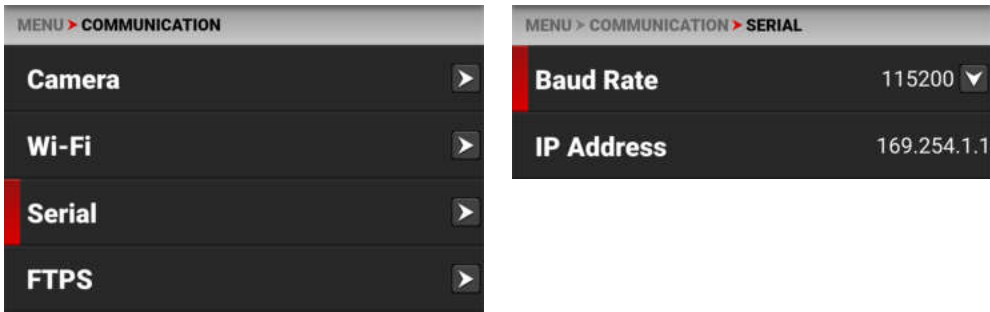 MENU > COMMUNICATION
Camera
Wi-Fi
Serial
FTPS
MENU > COMMUNICATION > SERIAL
Baud Rate 115200
IP Address 169.254.1.1